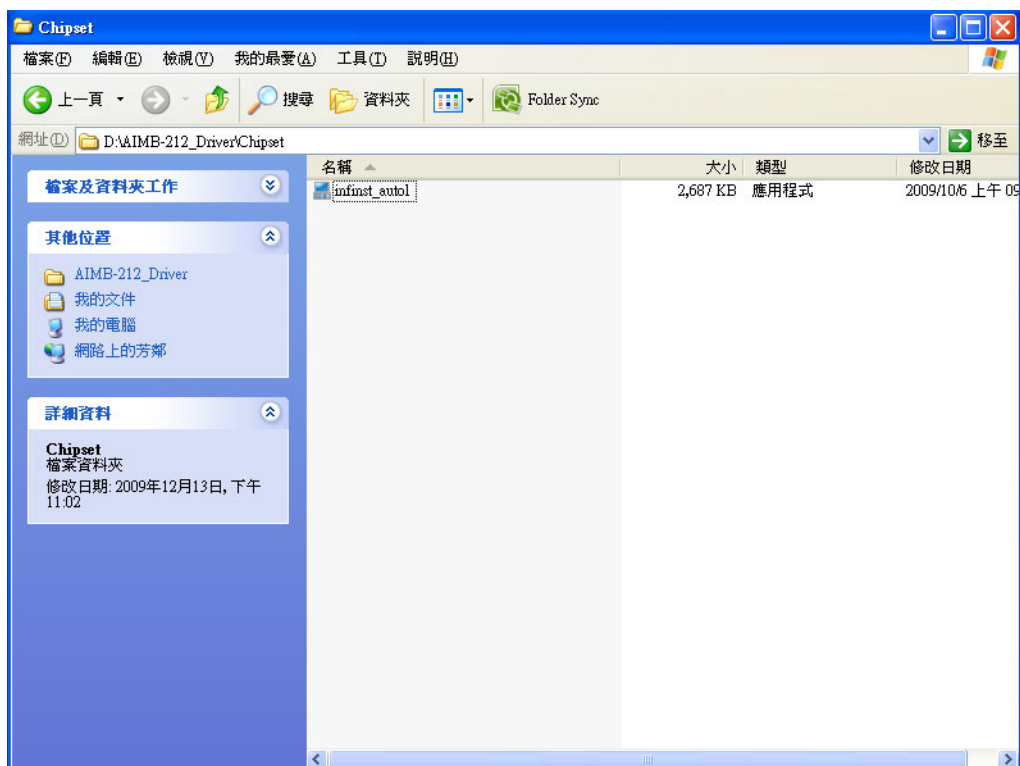 Chipset
檔案(F) 編輯(E) 檢視(V) 我的最愛(A) 工具(T) 說明(H)
上一頁 搜尋 資料夾 Folder Sync
網址(D) D:\AIMB-212_Driver\Chipset 移至
檔案及資料夾工作
其他位置
AIMB-212_Driver
我的文件
我的電腦
網路上的芳鄰
詳細資料
Chipset
檔案資料夾
修改日期: 2009年12月13日, 下午
11:02
名稱 大小 類型 修改日期
infinst_autol 2,687 KB 應用程式 2009/10/6 上午 09